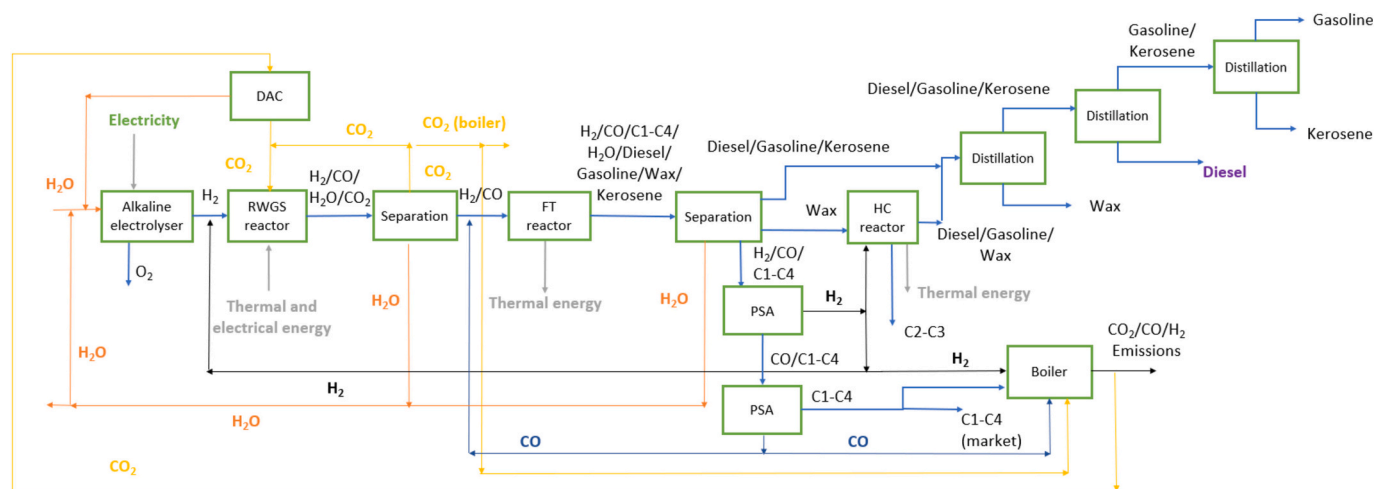 Gasoline
Gasoline/
Kerosene
Distillation
Kerosene
Diesel/Gasoline/Kerosene
Distillation
Diesel
DAC
Electricity
CO2
CO2 (boiler)
H2/CO/C1-C4/
H2O/Diesel/
Gasoline/Wax/
Kerosene
Diesel/Gasoline/Kerosene
Distillation
Wax
H2O
CO2
H2
H2/CO/
H2O/CO2
CO2
H2/CO
Alkaline
electrolyser
RWGS
reactor
Separation
FT
reactor
Separation
Wax
HC
reactor
Diesel/Gasoline/
Wax
O2
Thermal and
electrical energy
H2O
Thermal energy
H2O
H2/CO/
C1-C4
Thermal energy
PSA
H2
C2-C3
H2O
CO/C1-C4
H2
H2
Boiler
CO2/CO/H2
Emissions
H2O
PSA
C1-C4
C1-C4
(market)
CO
CO
CO2